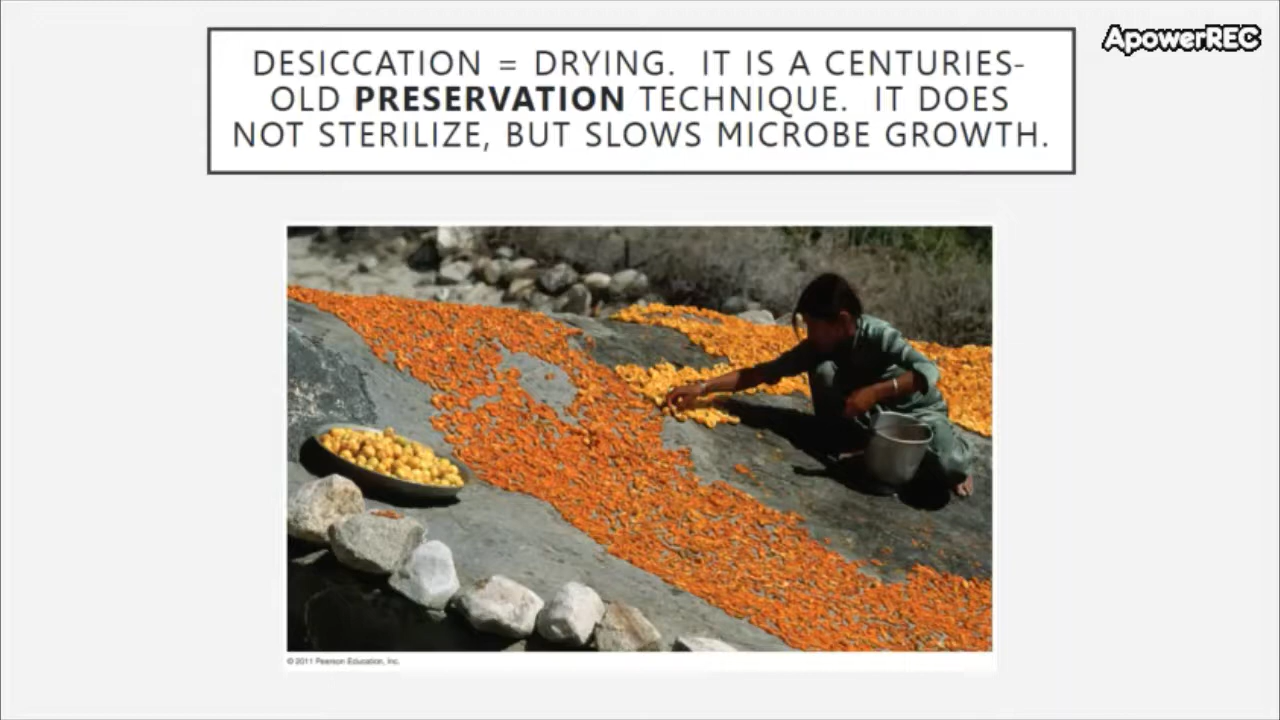 ApowerREC
DESICCATION = DRYING. IT IS A CENTURIES-
OLD PRESERVATION TECHNIQUE. IT DOES
NOT STERILIZE, BUT SLOWS MICROBE GROWTH.
© 2011 Pearson Education, Inc.